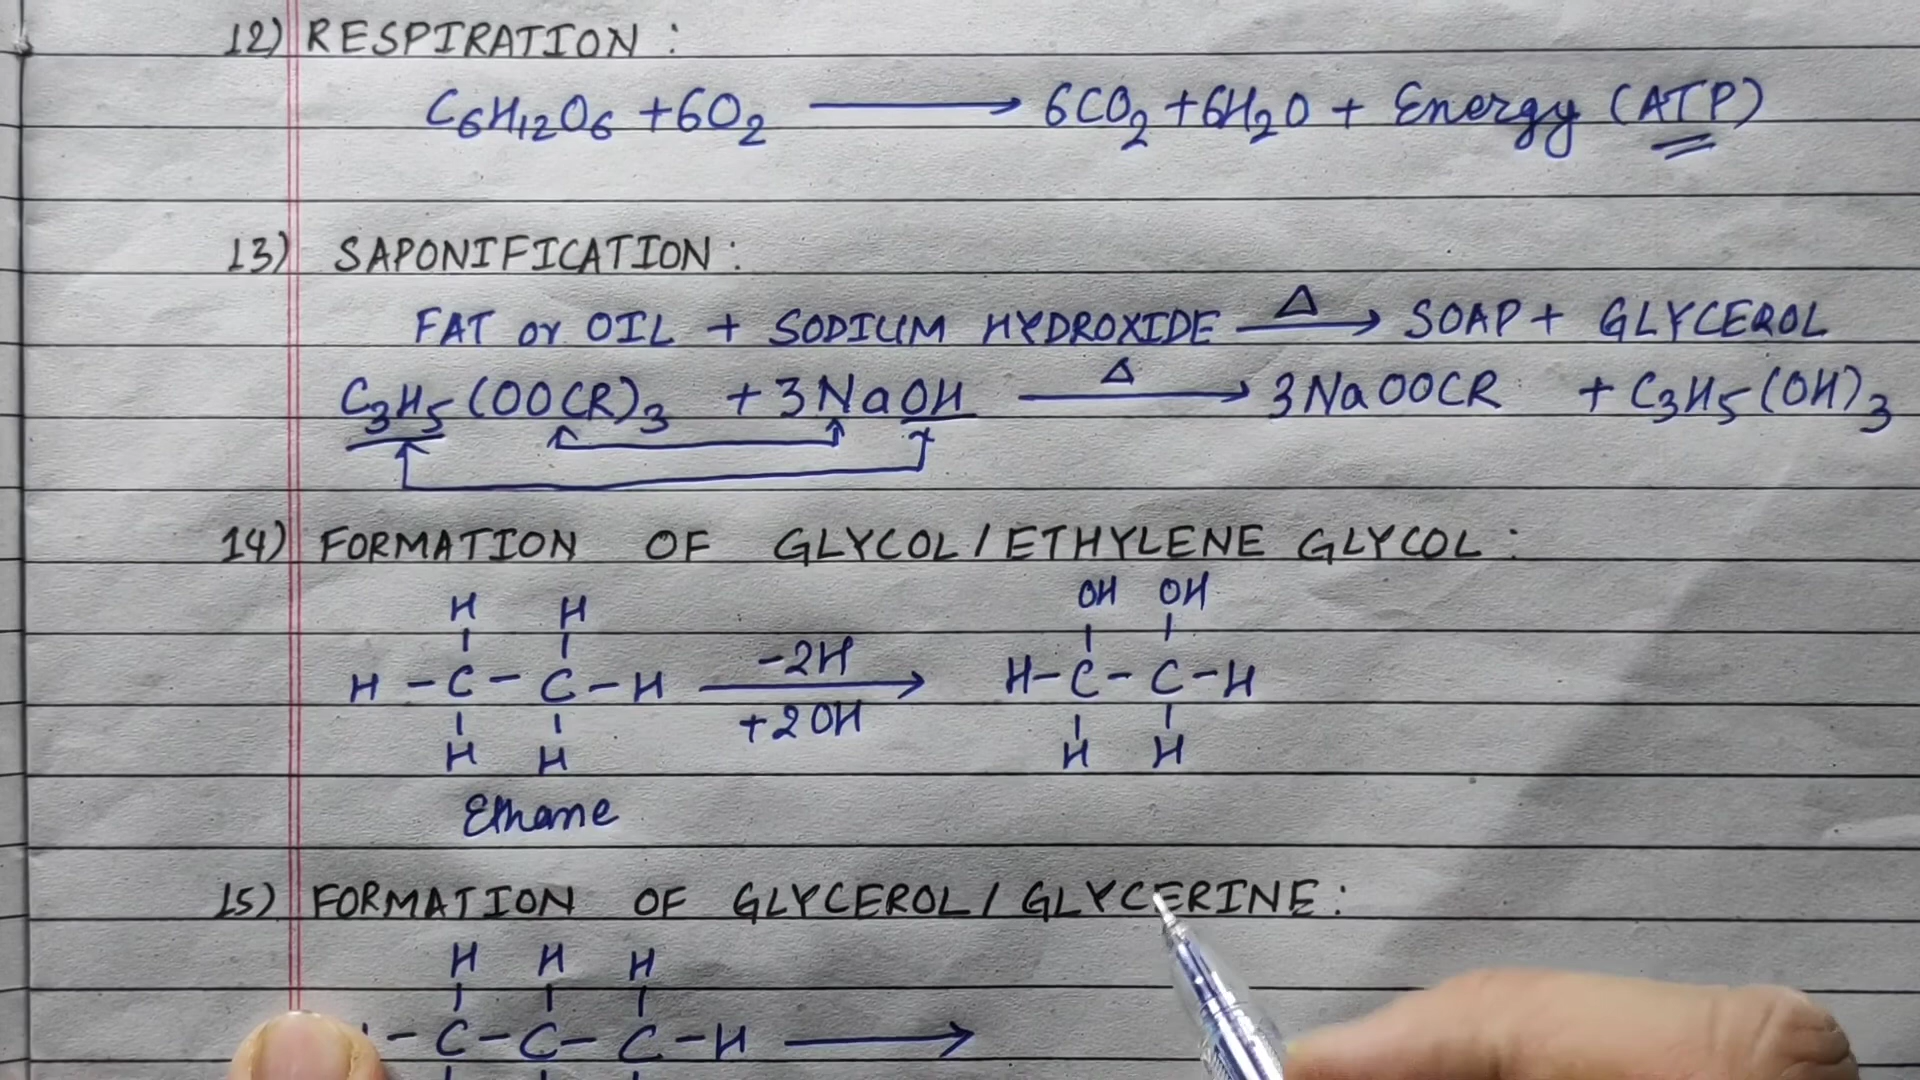 12) RESPIRATION :
C6H12O6 +6O2 ⟶ 6CO2 +6H2O + Energy (ATP)
13) SAPONIFICATION :
FAT or OIL + SODIUM HYDROXIDE Δ⟶ SOAP + GLYCEROL
C3H5 (OOCR)3 + 3NaOH Δ⟶ 3NaOOCR + C3H5 (OH)3
14) FORMATION OF GLYCOL / ETHYLENE GLYCOL :
H H OH OH
H - C - C - H -2H ⟶ +2OH H - C - C - H
H H H H
Ethane
15) FORMATION OF GLYCEROL / GLYCERINE :
H H H
- C - C - C - H ⟶